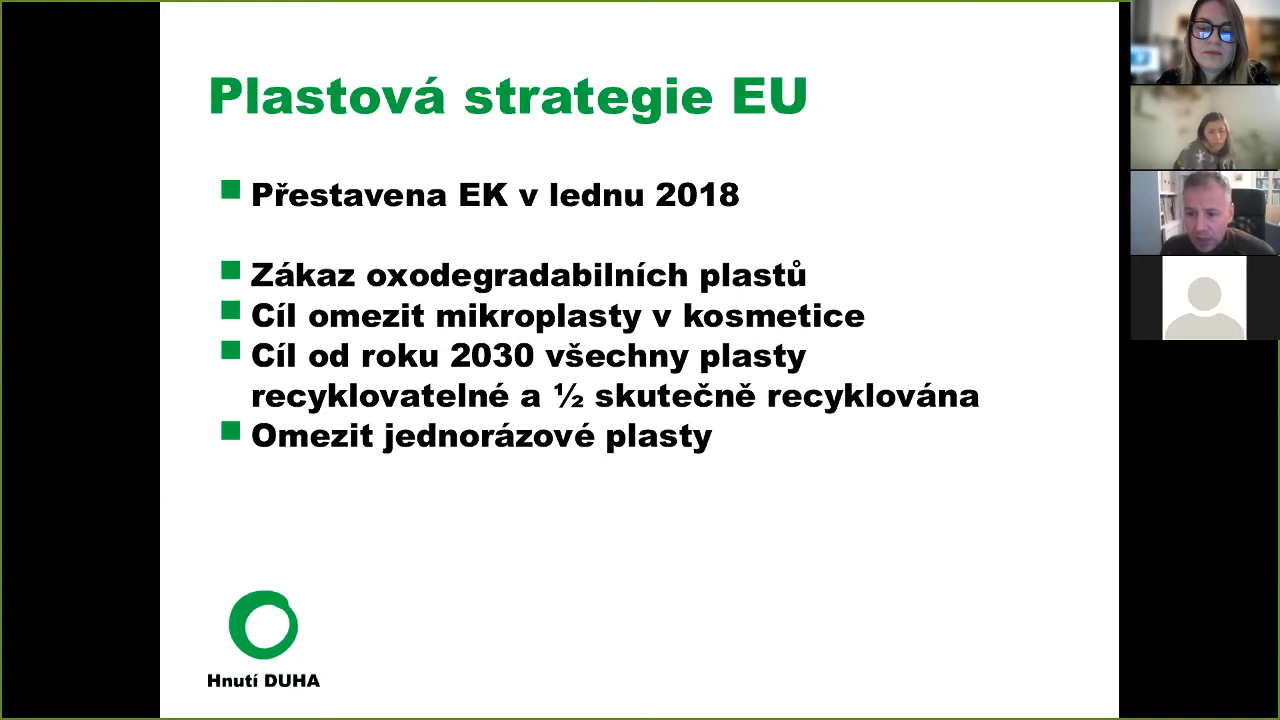 Plastová strategie EU
Přestavena EK v lednu 2018
Zákaz oxodegradabilních plastů
Cíl omezit mikroplasty v kosmetice
Cíl od roku 2030 všechny plasty
recyklovatelné a ½ skutečně recyklována
Omezit jednorázové plasty
Hnutí DUHA